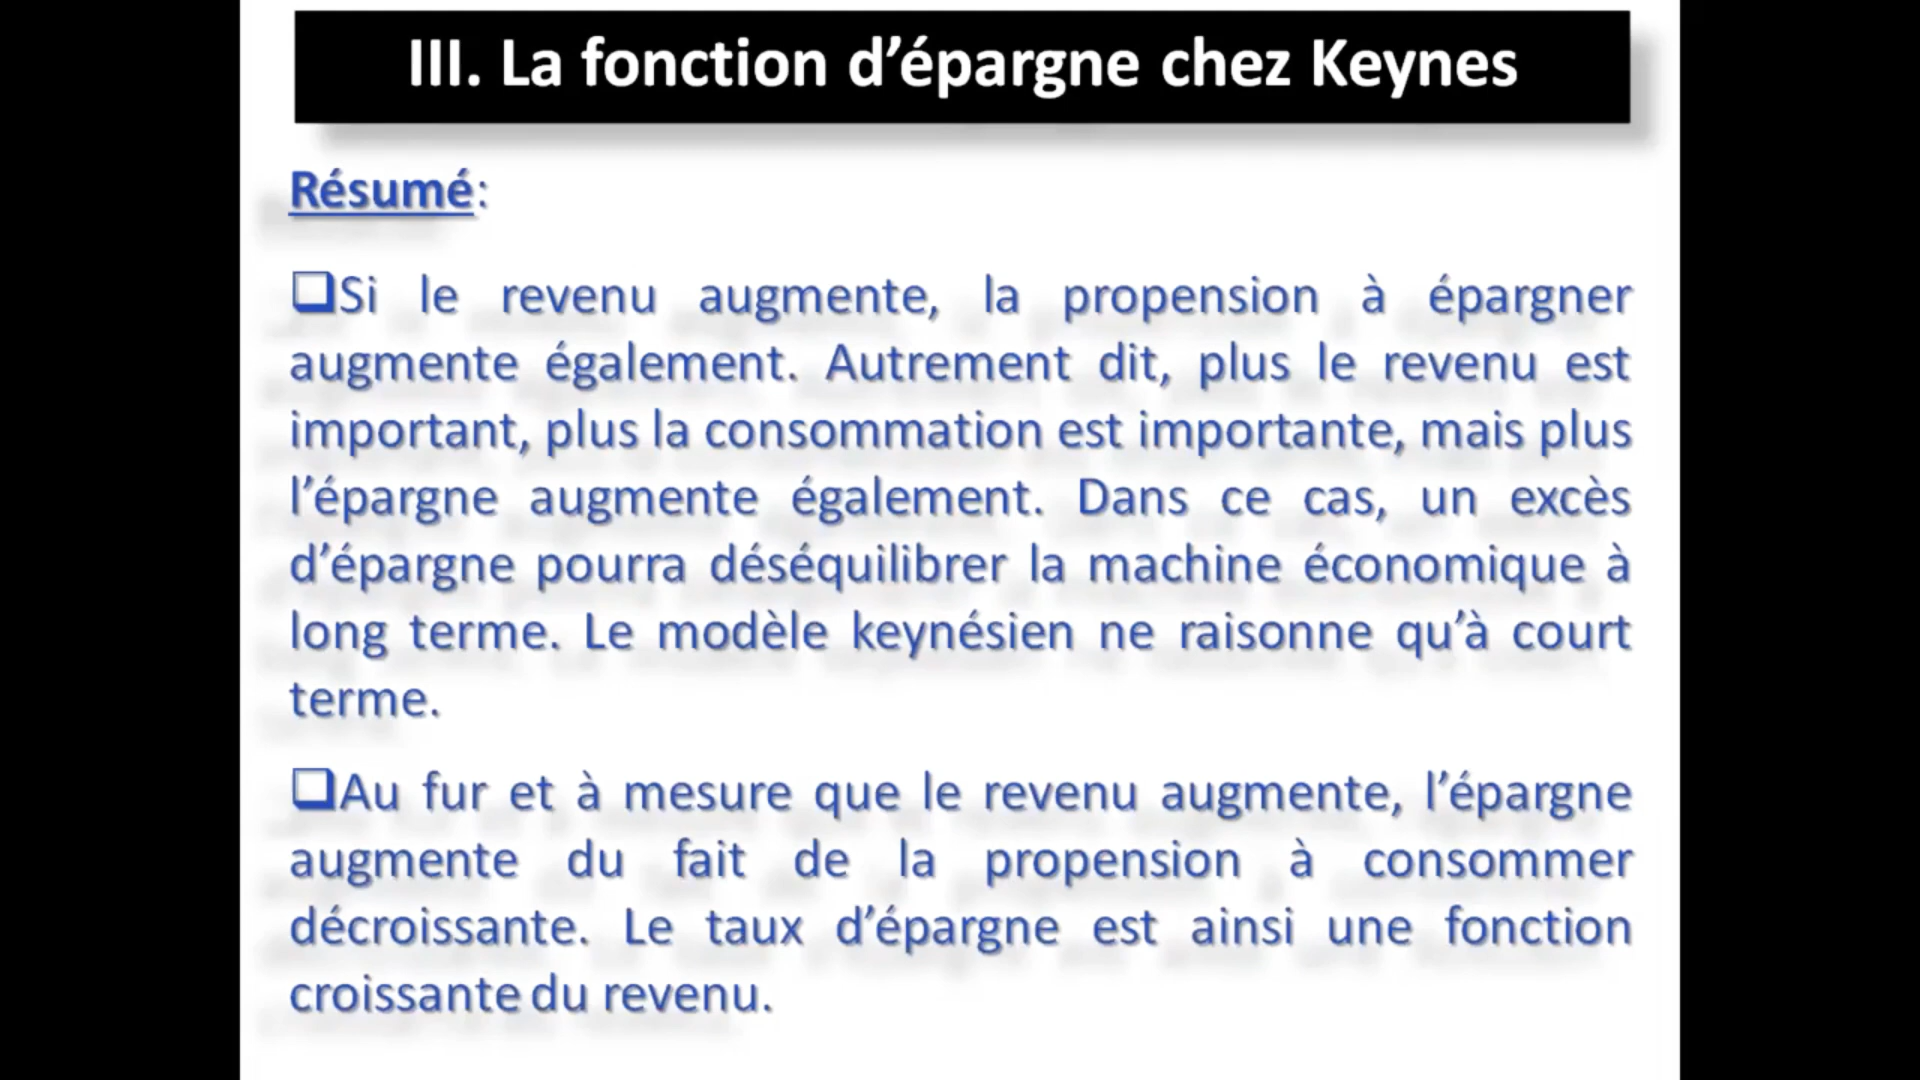 III. La fonction d’épargne chez Keynes
Résumé:
❑Si le revenu augmente, la propension à épargner
augmente également. Autrement dit, plus le revenu est
important, plus la consommation est importante, mais plus
l’épargne augmente également. Dans ce cas, un excès
d’épargne pourra déséquilibrer la machine économique à
long terme. Le modèle keynésien ne raisonne qu’à court
terme.
❑Au fur et à mesure que le revenu augmente, l’épargne
augmente du fait de la propension à consommer
décroissante. Le taux d’épargne est ainsi une fonction
croissante du revenu.